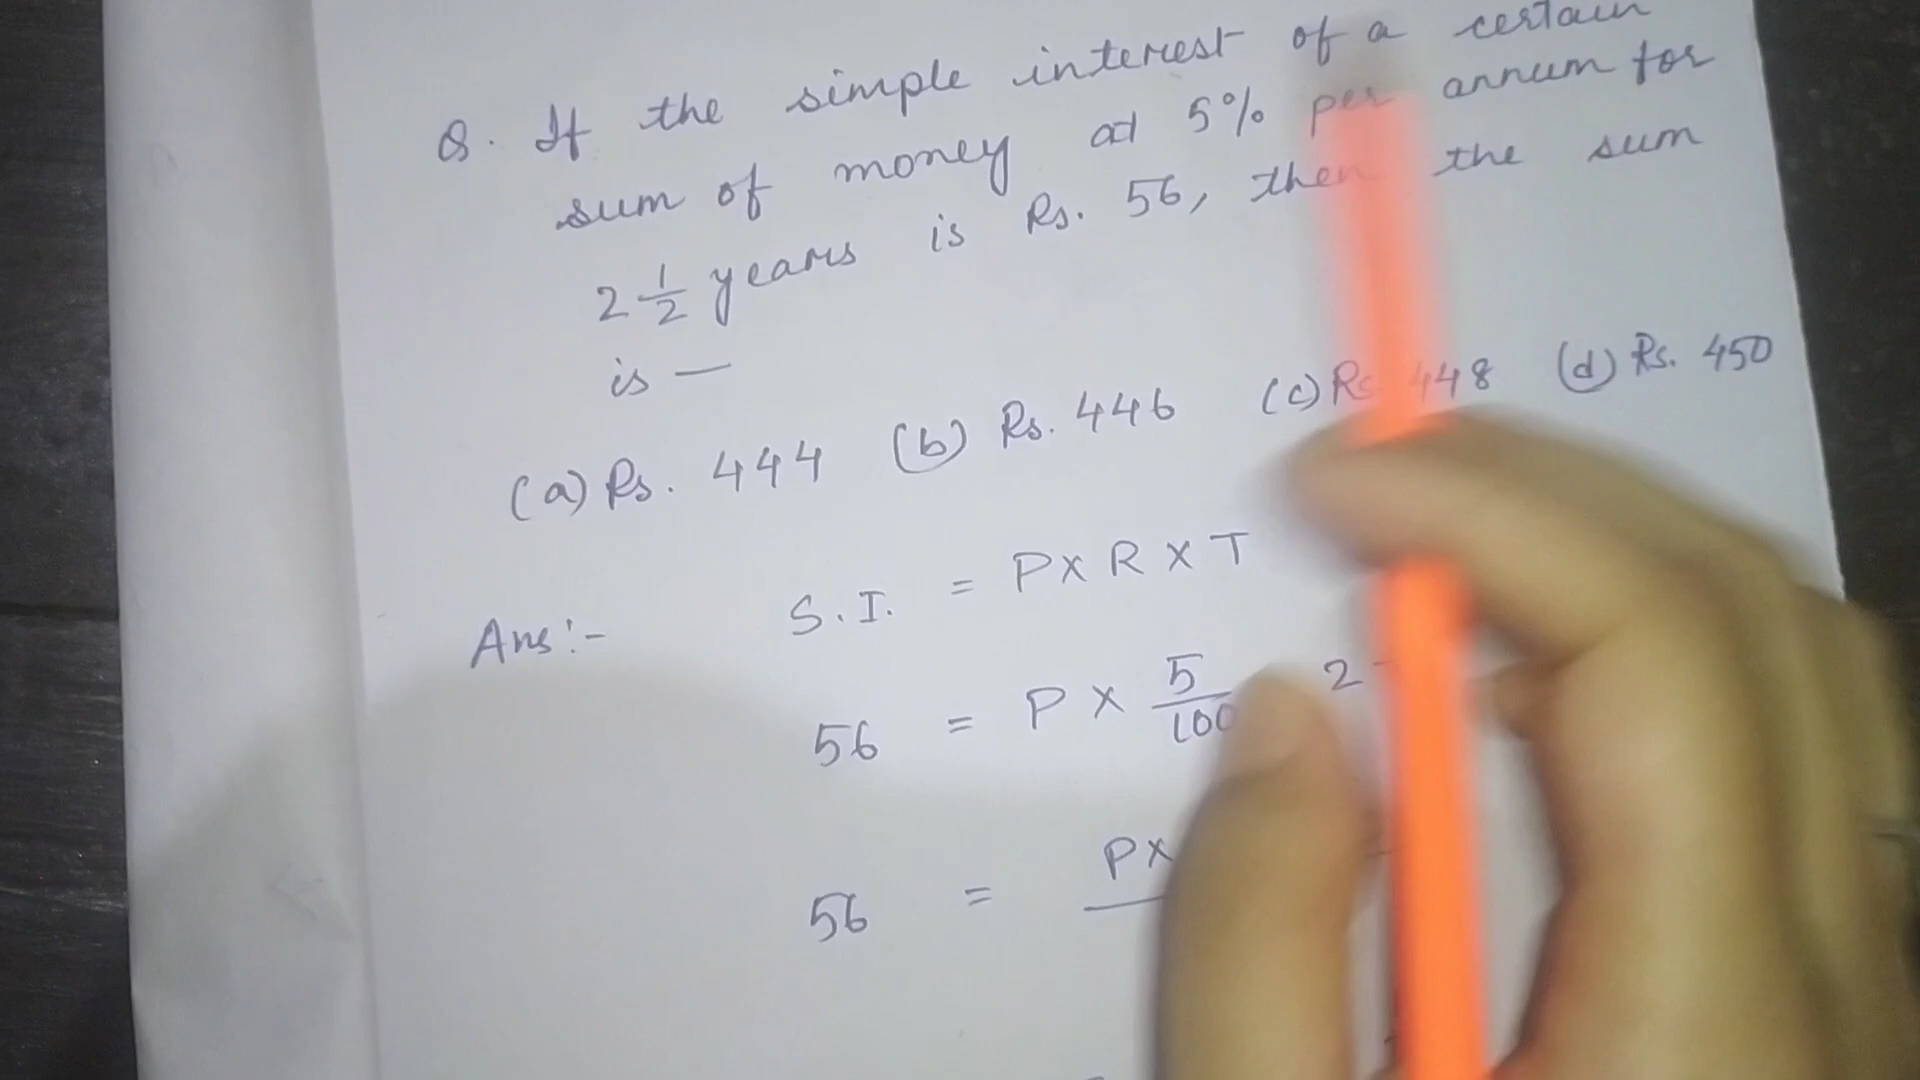 Q. If the simple interest of a certain
sum of money at 5% per annum for
2 1/2 years is Rs. 56, then the sum
is —
(a) Rs. 444 (b) Rs. 446 (c) Rs 448 (d) Rs. 450
Ans:- S.I. = P X R X T
56 = P X 5/100 2
56 = P X